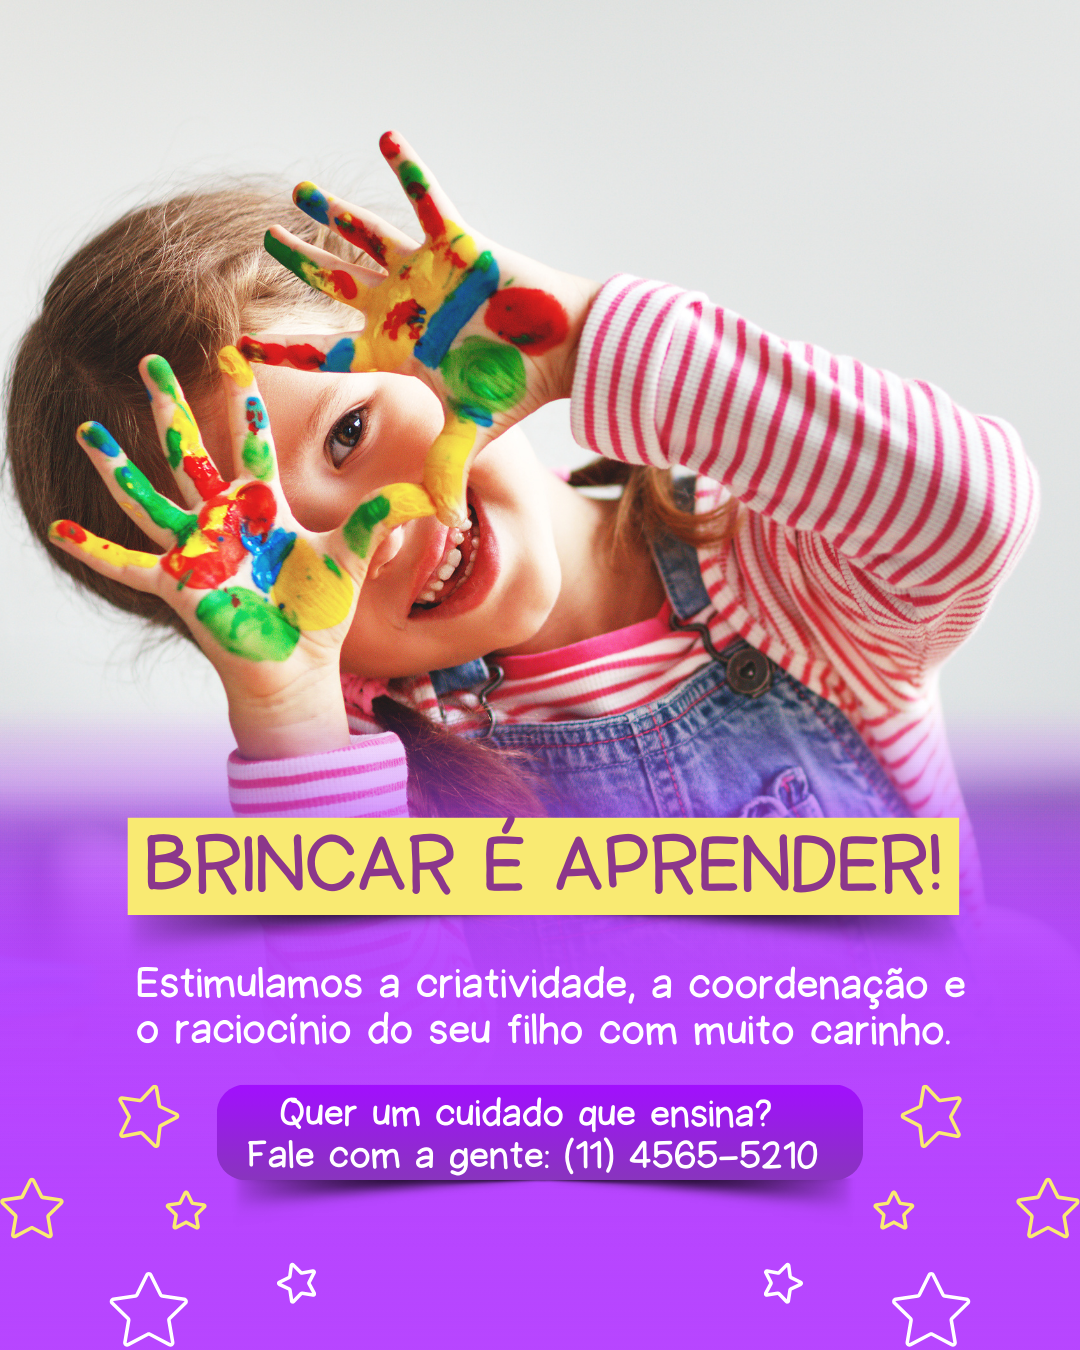 BRINCAR É APRENDER!
Estimulamos a criatividade, a coordenação e
o raciocínio do seu filho com muito carinho.
Quer um cuidado que ensina?
Fale com a gente: (11) 4565-5210